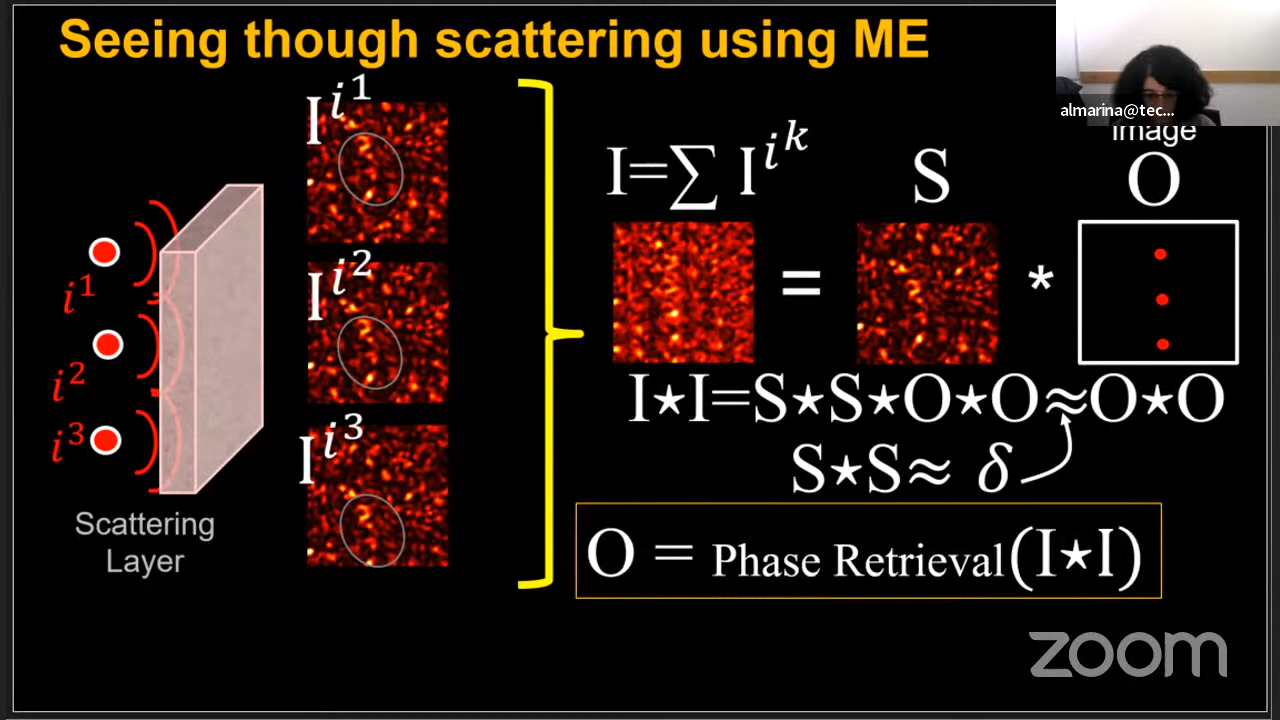 Seeing though scattering using ME
almarina@tec...
Image
I^{i^1}
I=∑ I^{i^k}
S
O
i^1
I^{i^2}
=
*
i^2
I⋆I=S⋆S⋆O⋆O≈O⋆O
i^3
I^{i^3}
S⋆S≈ δ
Scattering
Layer
O = Phase Retrieval(I⋆I)
zoom